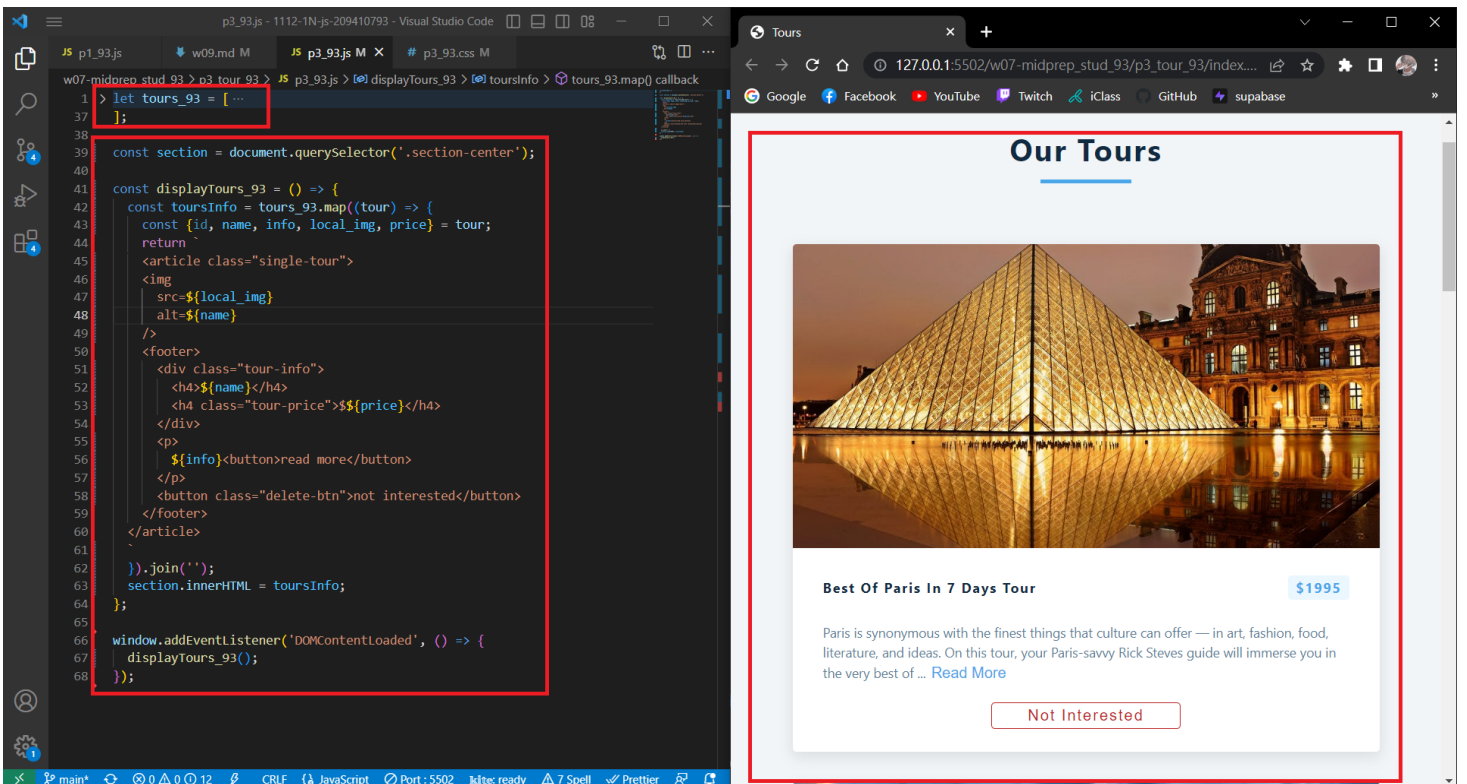 p3_93.js - 1112-1N-js-209410793 - Visual Studio Code
JS p1_93.js
w09.md M
JS p3_93.js M
# p3_93.css M
w07-midprep_stud_93 > p3_tour_93 > JS p3_93.js > displayTours_93 > toursInfo > tours_93.map() callback
1 > let tours_93 = [ ···
37 ];
38
39 const section = document.querySelector('.section-center');
40
41 const displayTours_93 = () => {
42 const toursInfo = tours_93.map((tour) => {
43 const {id, name, info, local_img, price} = tour;
44 return `
45 <article class="single-tour">
46 <img
47 src=${local_img}
48 alt=${name}
49 />
50 <footer>
51 <div class="tour-info">
52 <h4>${name}</h4>
53 <h4 class="tour-price">$${price}</h4>
54 </div>
55 <p>
56 ${info}<button>read more</button>
57 </p>
58 <button class="delete-btn">not interested</button>
59 </footer>
60 </article>
61 `
62 }).join('');
63 section.innerHTML = toursInfo;
64 };
65
66 window.addEventListener('DOMContentLoaded', () => {
67 displayTours_93();
68 });
4
4
1
main* 0 0 12 CRLF JavaScript Port : 5502 kite: ready 7 Spell Prettier
Tours
127.0.0.1:5502/w07-midprep_stud_93/p3_tour_93/index....
Google Facebook YouTube Twitch iClass GitHub supabase »
Our Tours
Best Of Paris In 7 Days Tour
$1995
Paris is synonymous with the finest things that culture can offer — in art, fashion, food,
literature, and ideas. On this tour, your Paris-savvy Rick Steves guide will immerse you in
the very best of ... Read More
Not Interested